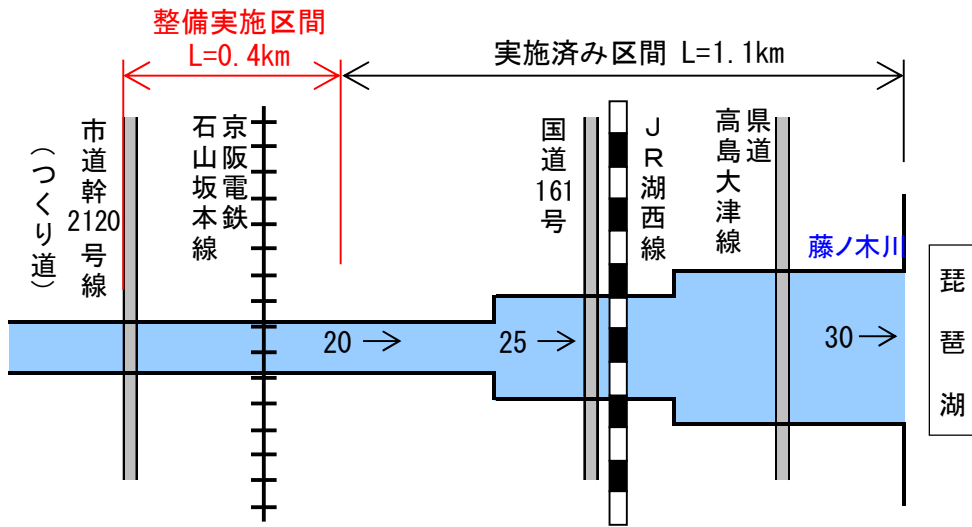 整備実施区間
L=0.4km
実施済み区間 L=1.1km
市道幹2120号線
(つくり道)
京阪電鉄
石山坂本線
国道161号
JR湖西線
県道
高島大津線
藤ノ木川
20
25
30
琵琶湖